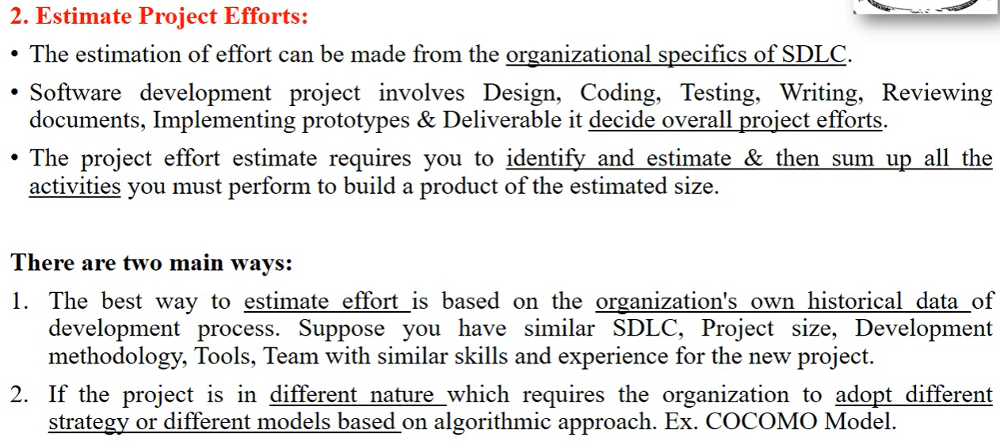 2. Estimate Project Efforts:
• The estimation of effort can be made from the organizational specifics of SDLC.
• Software development project involves Design, Coding, Testing, Writing, Reviewing
documents, Implementing prototypes & Deliverable it decide overall project efforts.
• The project effort estimate requires you to identify and estimate & then sum up all the
activities you must perform to build a product of the estimated size.
There are two main ways:
1. The best way to estimate effort is based on the organization's own historical data of
development process. Suppose you have similar SDLC, Project size, Development
methodology, Tools, Team with similar skills and experience for the new project.
2. If the project is in different nature which requires the organization to adopt different
strategy or different models based on algorithmic approach. Ex. COCOMO Model.